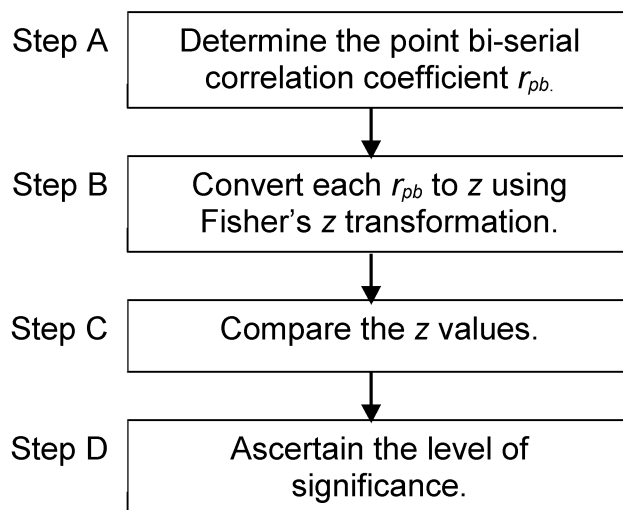 Step A
Determine the point bi-serial
correlation coefficient rpb.
Step B
Convert each rpb to z using
Fisher's z transformation.
Step C
Compare the z values.
Step D
Ascertain the level of
significance.